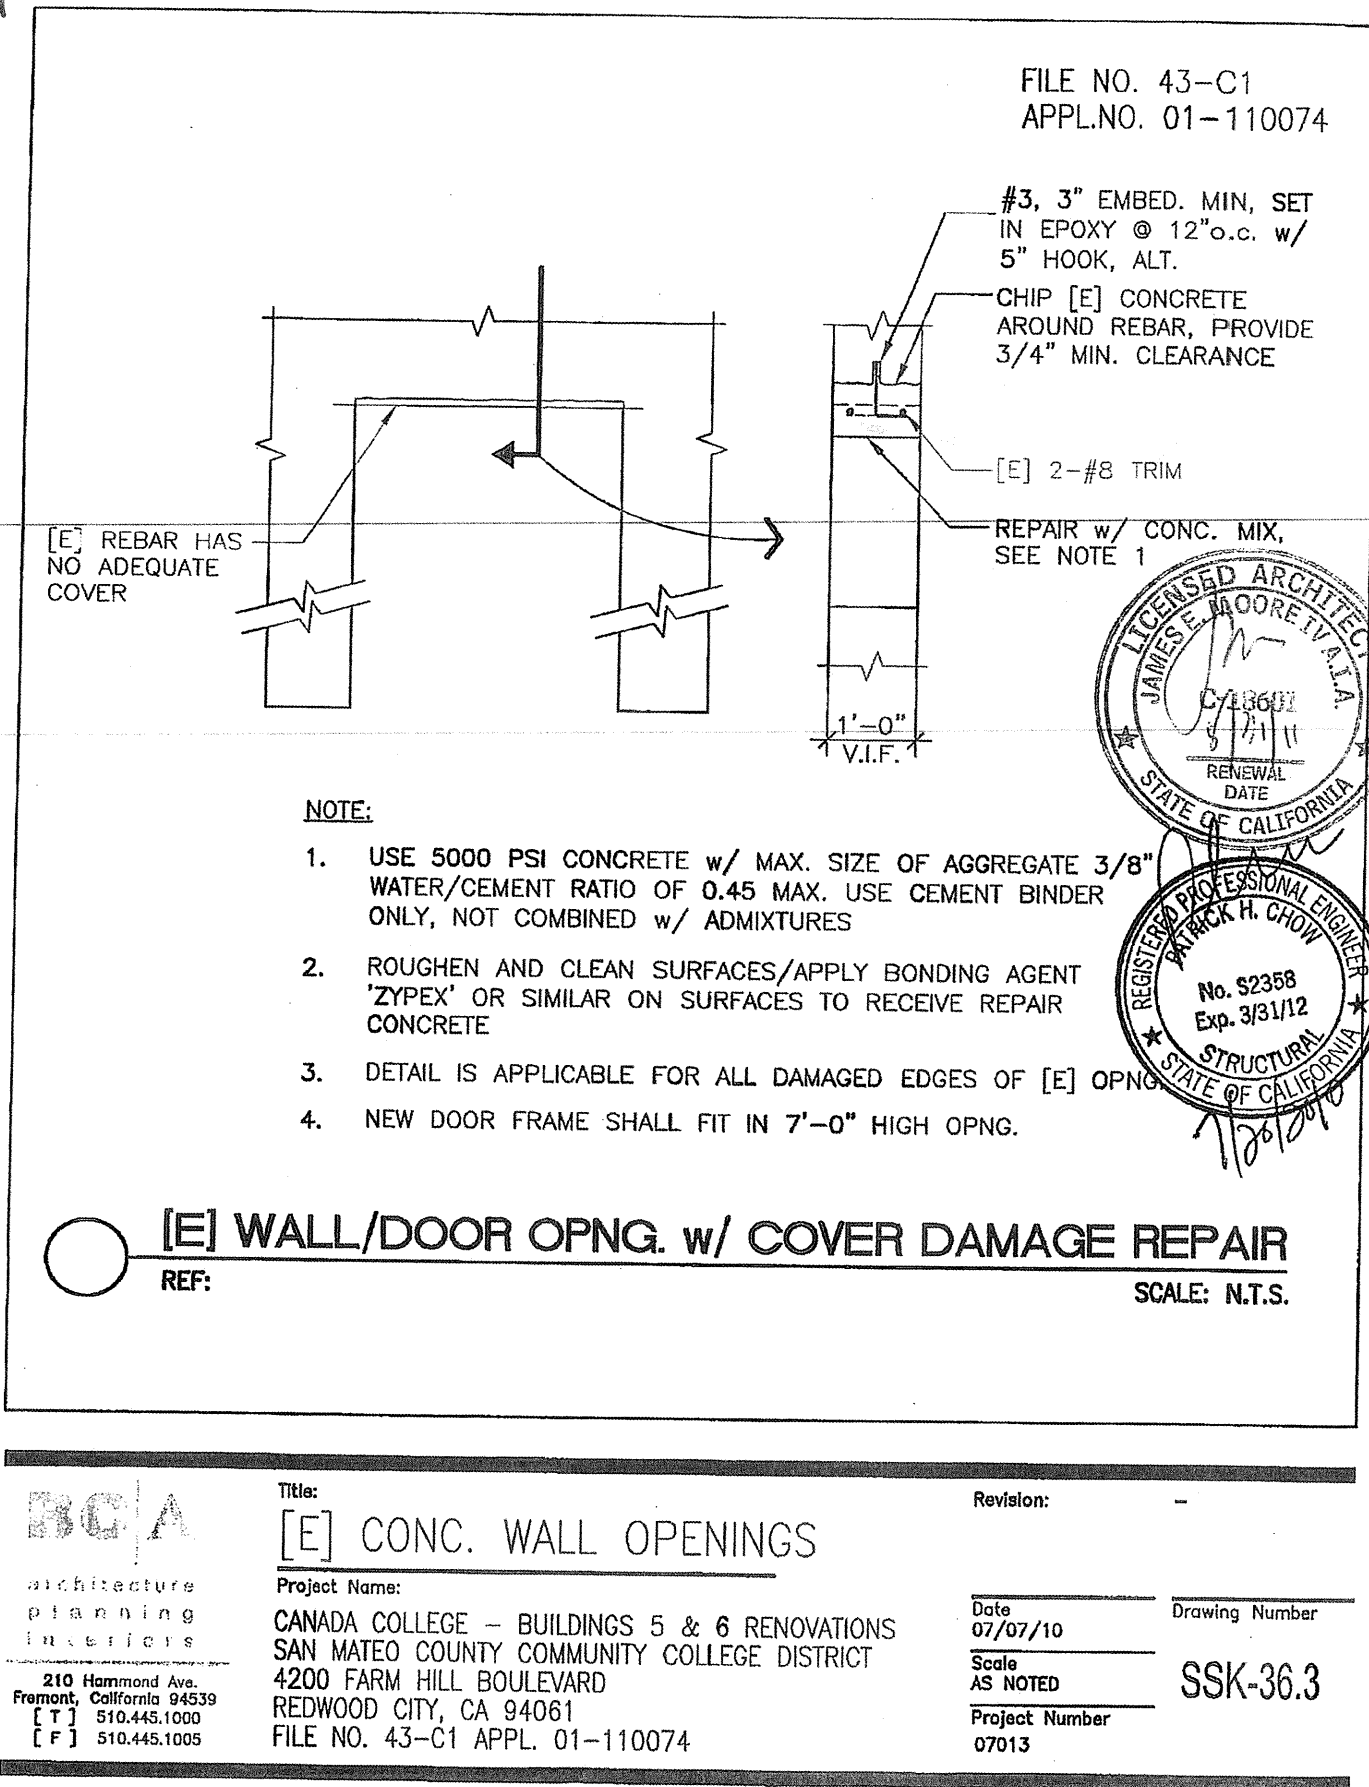 FILE NO. 43-C1
APPL.NO. 01-110074
#3, 3" EMBED. MIN, SET
IN EPOXY @ 12"o.c. w/
5" HOOK, ALT.
CHIP [E] CONCRETE
AROUND REBAR, PROVIDE
3/4" MIN. CLEARANCE
[E] 2-#8 TRIM
REPAIR w/ CONC. MIX,
SEE NOTE 1
[E] REBAR HAS
NO ADEQUATE
COVER
1'-0"
V.I.F.
LICENSED ARCHITECT
JAMES E. MOORE IV A.I.A.
RENEWAL
DATE
STATE OF CALIFORNIA
NOTE:
1. USE 5000 PSI CONCRETE w/ MAX. SIZE OF AGGREGATE 3/8"
WATER/CEMENT RATIO OF 0.45 MAX. USE CEMENT BINDER
ONLY, NOT COMBINED w/ ADMIXTURES
2. ROUGHEN AND CLEAN SURFACES/APPLY BONDING AGENT
'ZYPEX' OR SIMILAR ON SURFACES TO RECEIVE REPAIR
CONCRETE
3. DETAIL IS APPLICABLE FOR ALL DAMAGED EDGES OF [E] OPNG.
4. NEW DOOR FRAME SHALL FIT IN 7'-0" HIGH OPNG.
REGISTERED PROFESSIONAL ENGINEER
PATRICK H. CHOW
No. S2358
Exp. 3/31/12
STRUCTURAL
STATE OF CALIFORNIA
[E] WALL/DOOR OPNG. w/ COVER DAMAGE REPAIR
REF:
SCALE: N.T.S.
BCA
architecture
planning
interiors
210 Hammond Ave.
Fremont, California 94539
[ T ] 510.445.1000
[ F ] 510.445.1005
Title:
[E] CONC. WALL OPENINGS
Project Name:
CANADA COLLEGE - BUILDINGS 5 & 6 RENOVATIONS
SAN MATEO COUNTY COMMUNITY COLLEGE DISTRICT
4200 FARM HILL BOULEVARD
REDWOOD CITY, CA 94061
FILE NO. 43-C1 APPL. 01-110074
Revision: -
Date
07/07/10
Scale
AS NOTED
Project Number
07013
Drawing Number
SSK-36.3